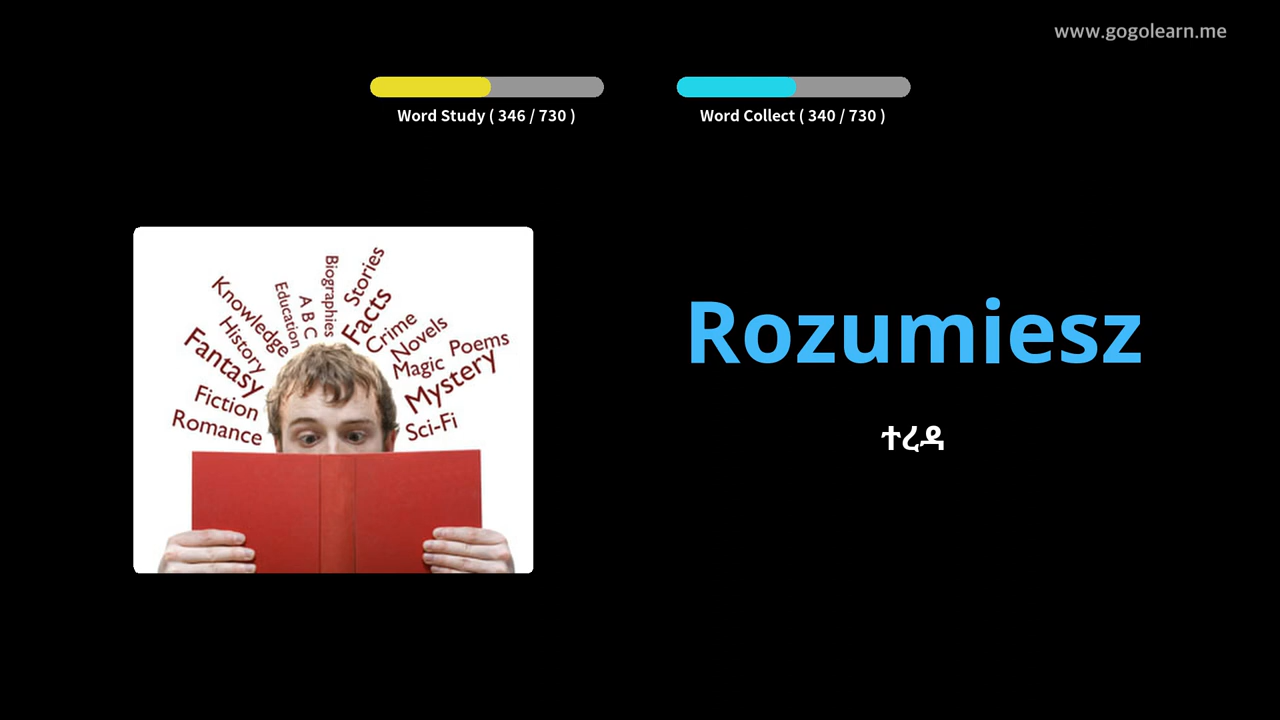 www.gogolearn.me
Word Study ( 346 / 730 )
Word Collect ( 340 / 730 )
Biographies
Stories
Education
A B C
Facts
Knowledge
Crime
History
Novels
Fantasy
Magic
Poems
Mystery
Fiction
Romance
Sci-Fi
Rozumiesz
ተረዳ